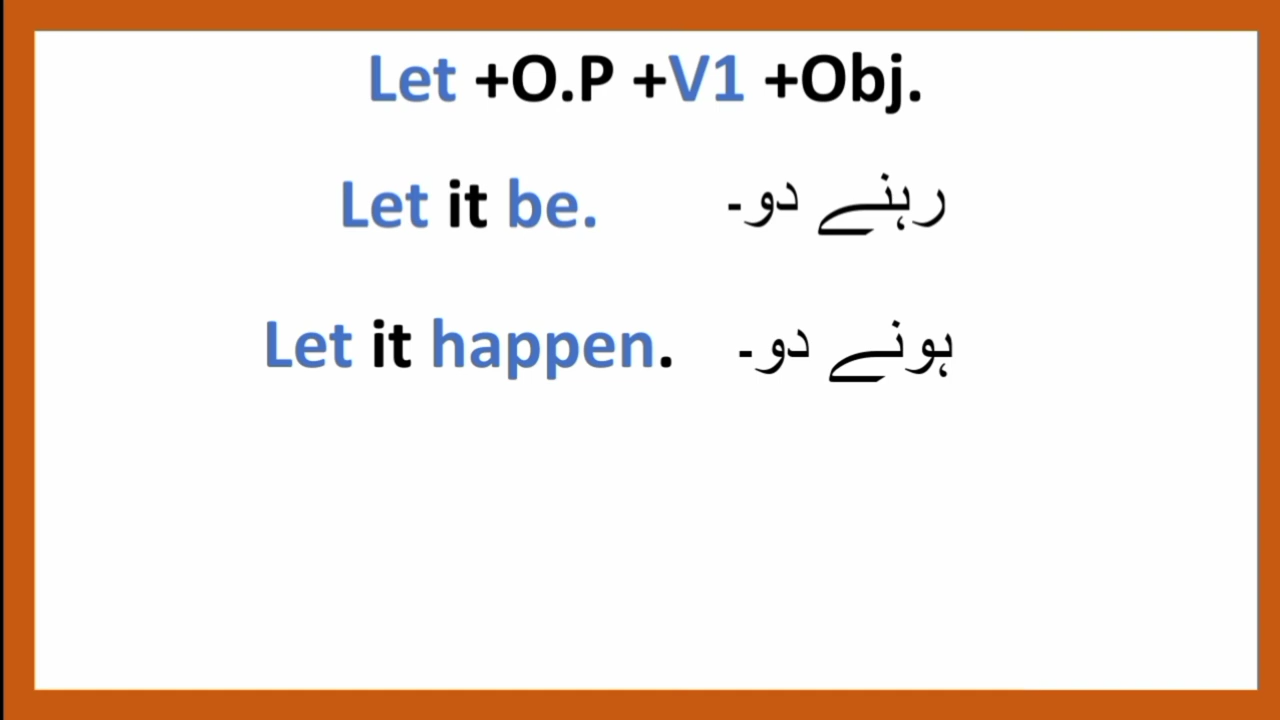 Let +O.P +V1 +Obj.
Let it be. رہنے دو۔
Let it happen. ہونے دو۔